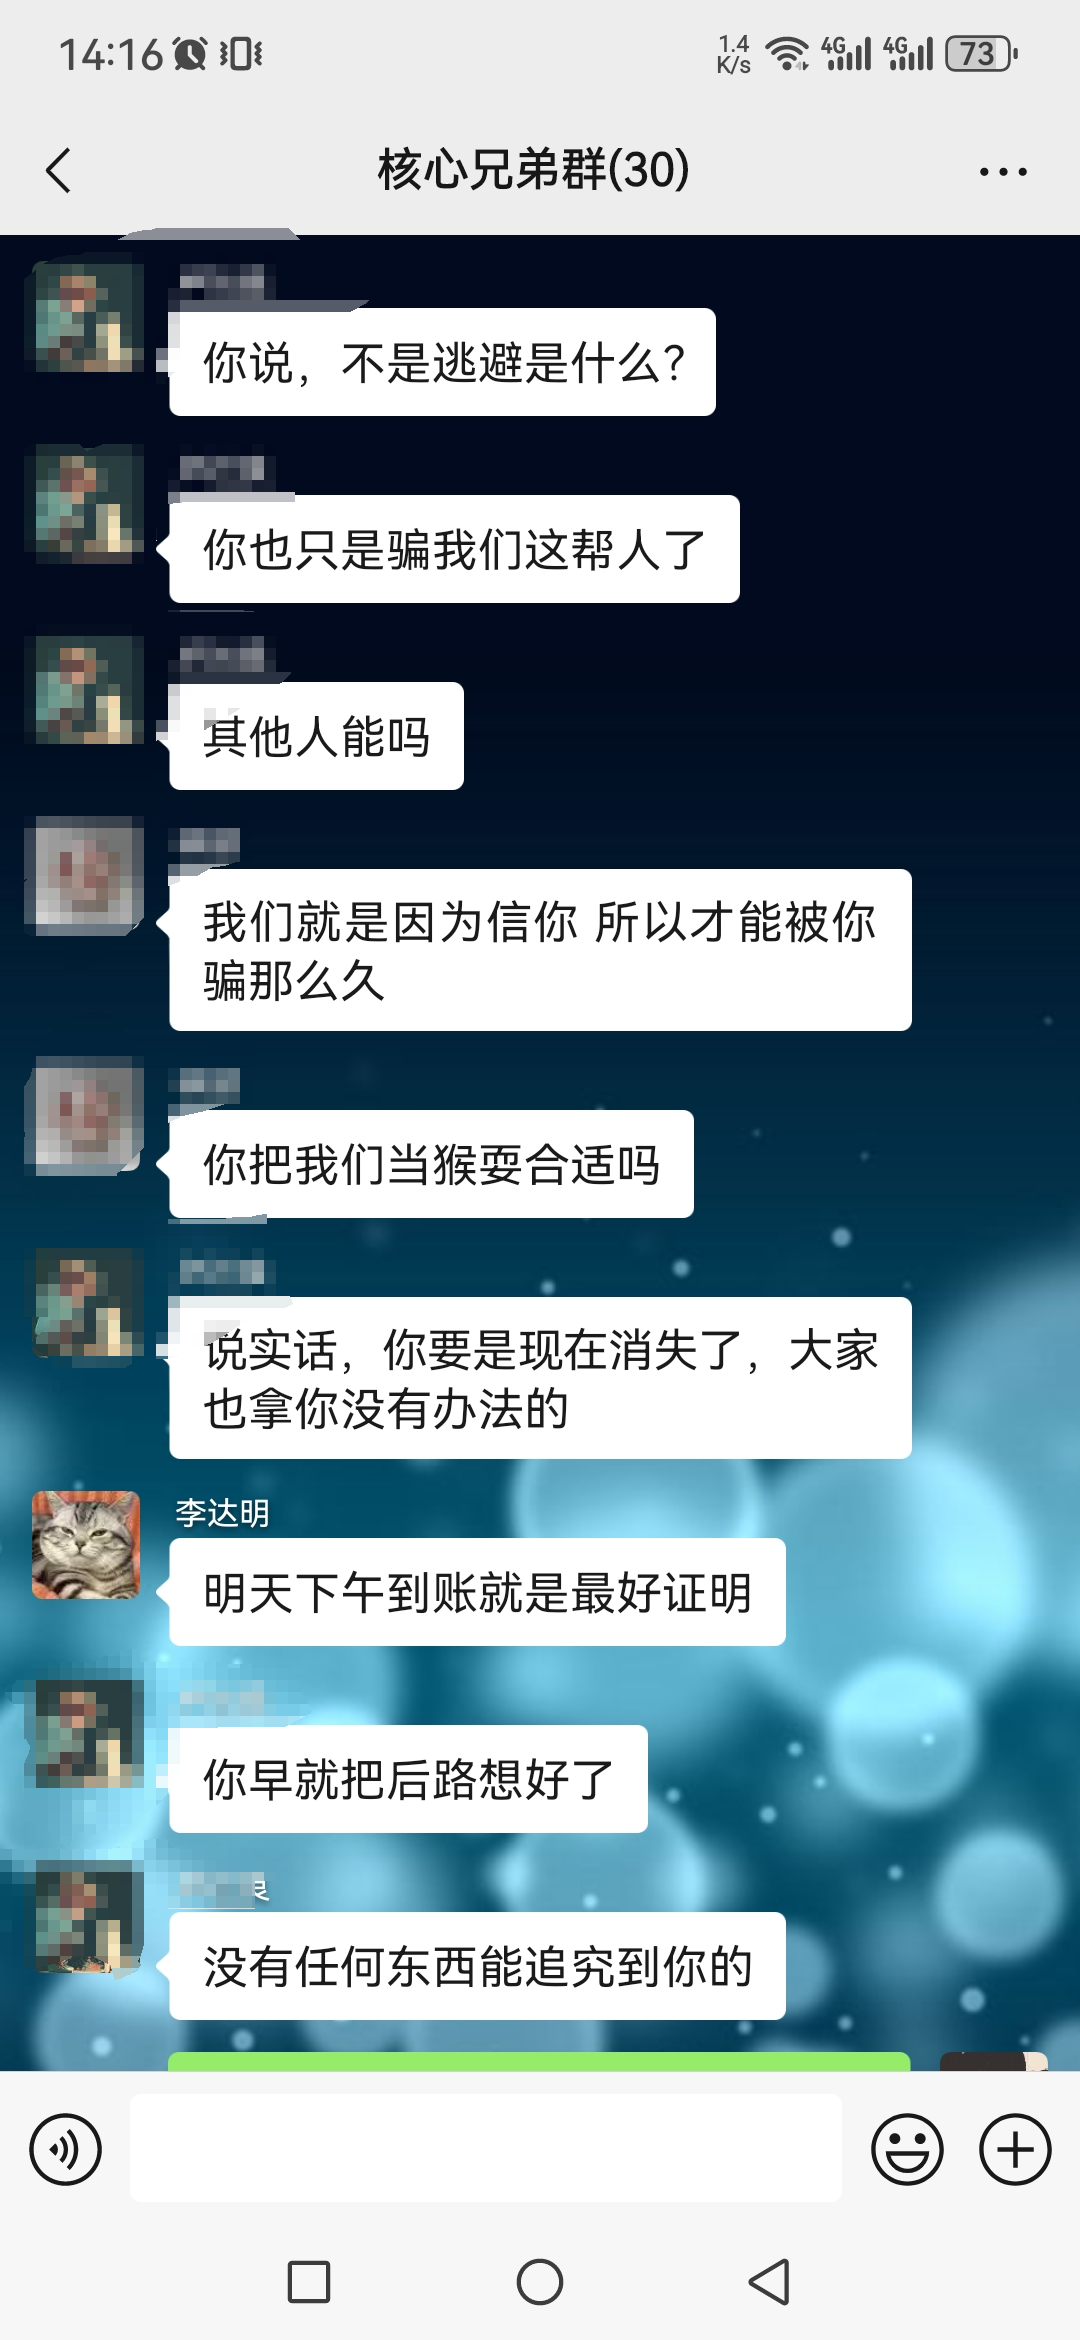 14:16
1.4
K/s
4G
4G
73
核心兄弟群(30)
你说，不是逃避是什么？
你也只是骗我们这帮人了
其他人能吗
我们就是因为信你 所以才能被你
骗那么久
你把我们当猴耍合适吗
说实话，你要是现在消失了，大家
也拿你没有办法的
李达明
明天下午到账就是最好证明
你早就把后路想好了
没有任何东西能追究到你的